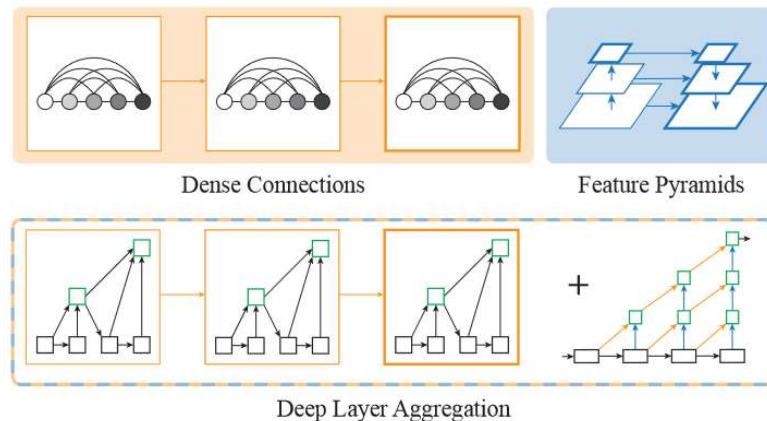 Dense Connections
Feature Pyramids
+
Deep Layer Aggregation